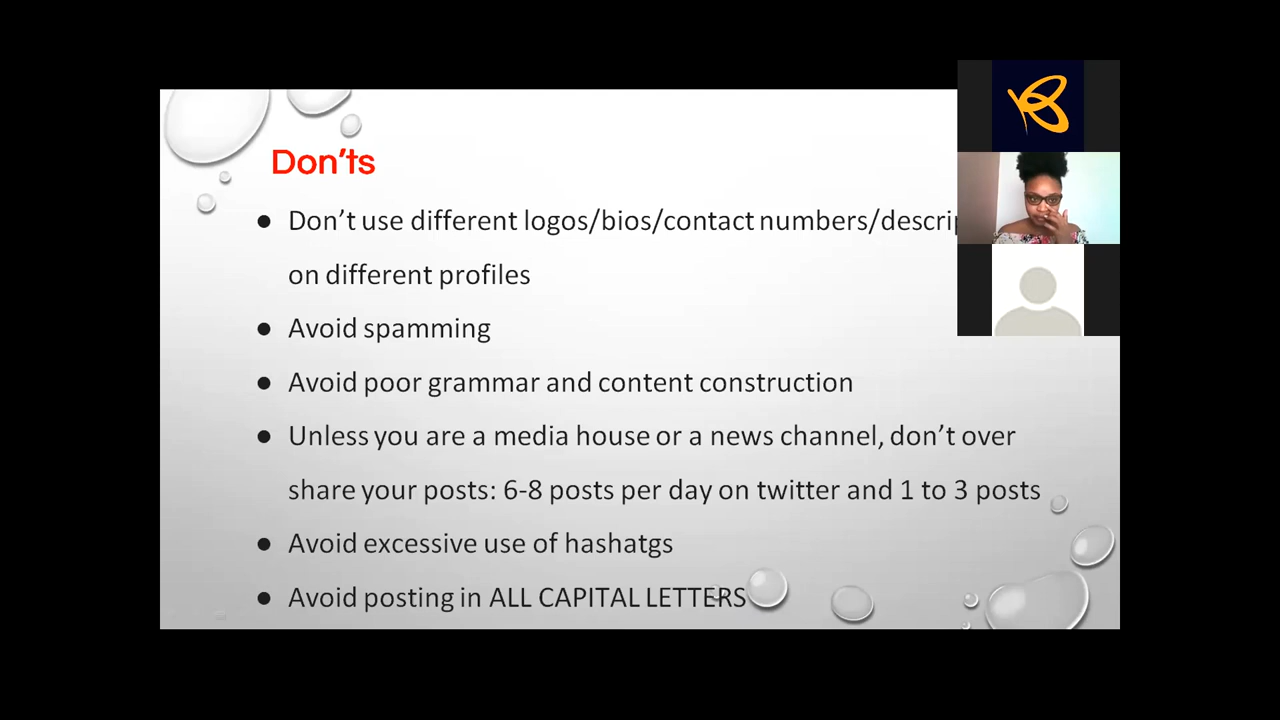 Don'ts
● Don't use different logos/bios/contact numbers/
on different profiles
● Avoid spamming
● Avoid poor grammar and content construction
● Unless you are a media house or a news channel, don't over
share your posts: 6-8 posts per day on twitter and 1 to 3 posts
● Avoid excessive use of hashatgs
● Avoid posting in ALL CAPITAL LETTERS